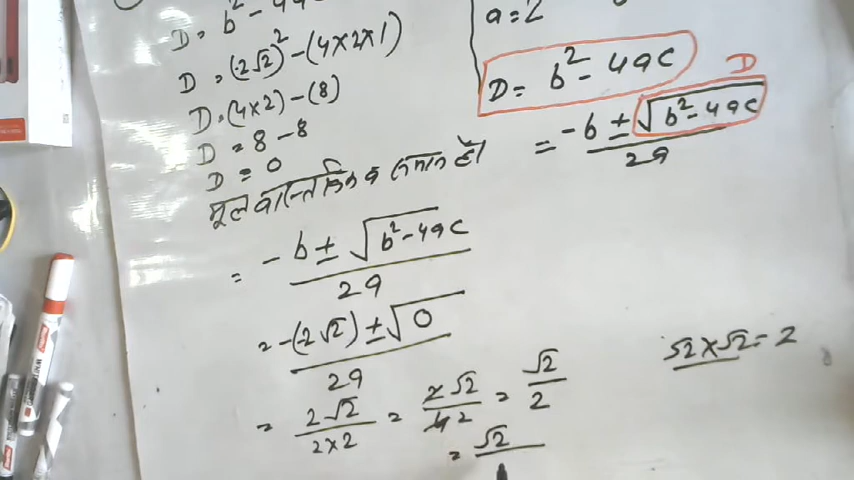 D = b² - 4a
D = (2√2)² - (4×2×1)
D = (4×2) - (8)
D = 8 - 8
D = 0
मूल वास्तविक व समान है।
= -b ± √b²-4ac / 2a
= -(-2√2) ± √0 / 2a
= 2√2 / 2×2 = 2√2 / 4 2 = √2 / 2
= √2 /
a = 2
D = b² - 4ac
D
= -b ± √b²-4ac / 2a
√2 × √2 = 2